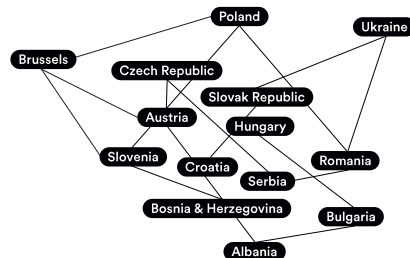 Poland
Ukraine
Brussels
Czech Republic
Slovak Republic
Austria
Hungary
Slovenia
Croatia
Romania
Serbia
Bosnia & Herzegovina
Bulgaria
Albania